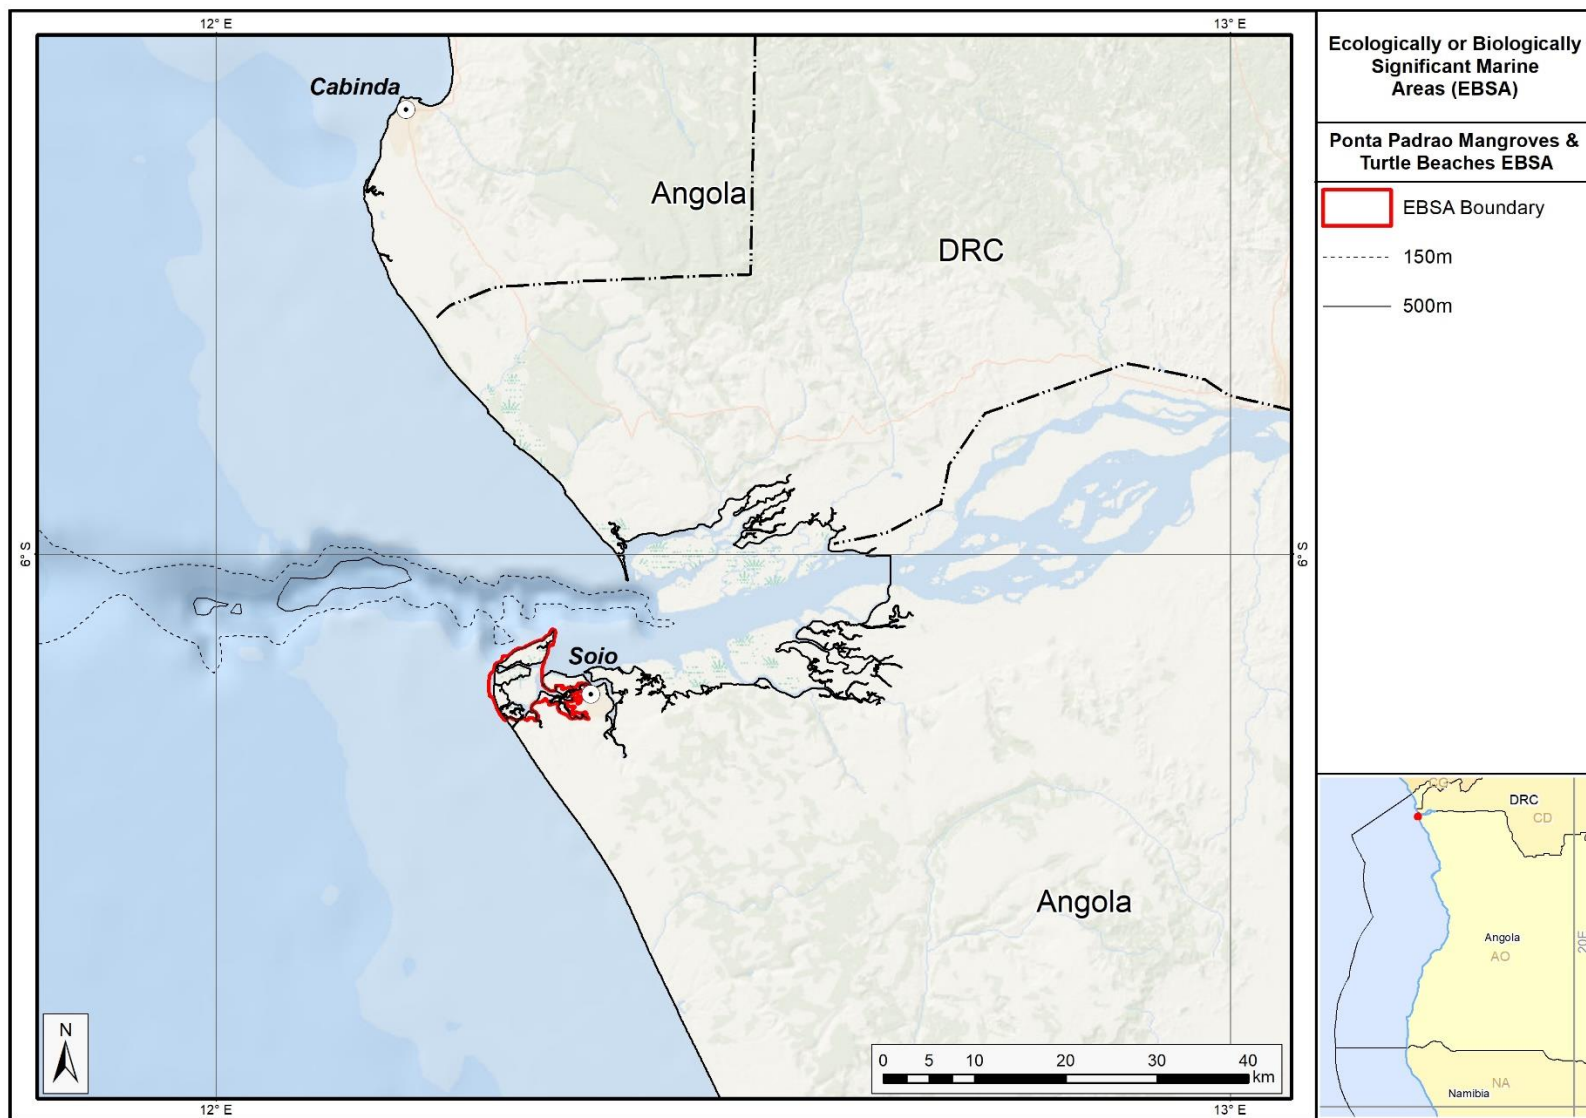 12° E
13° E
Cabinda
Angola
DRC
6° S
6° S
Soio
Angola
N
0 5 10 20 30 40
km
12° E
13° E
Ecologically or Biologically
Significant Marine
Areas (EBSA)
Ponta Padrao Mangroves &
Turtle Beaches EBSA
EBSA Boundary
150m
500m
CG
DRC
CD
Angola
AO
20E
NA
Namibia